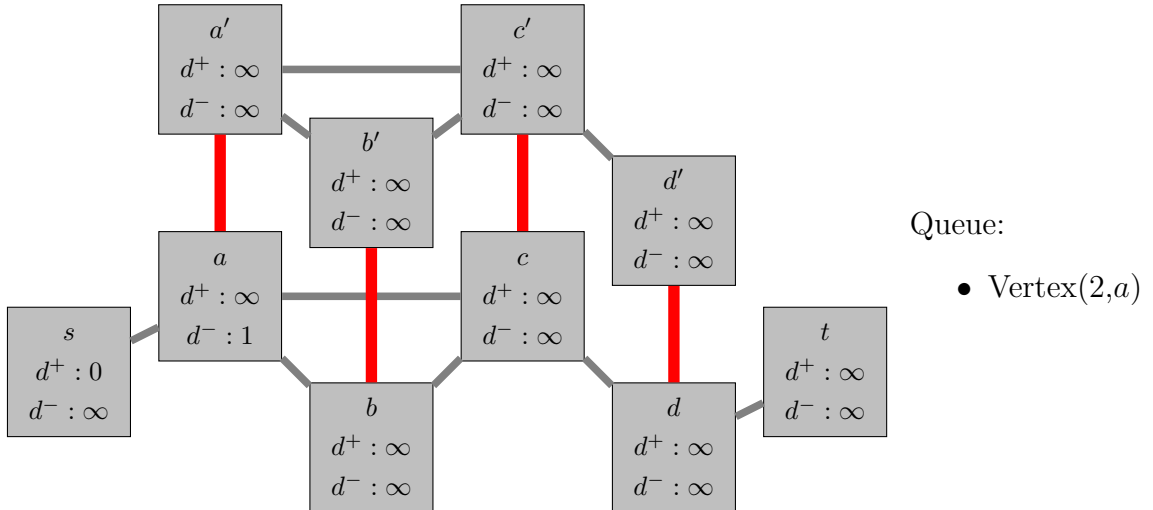 a′
d⁺ : ∞
d⁻ : ∞
c′
d⁺ : ∞
d⁻ : ∞
b′
d⁺ : ∞
d⁻ : ∞
d′
d⁺ : ∞
d⁻ : ∞
a
d⁺ : ∞
d⁻ : 1
c
d⁺ : ∞
d⁻ : ∞
s
d⁺ : 0
d⁻ : ∞
b
d⁺ : ∞
d⁻ : ∞
d
d⁺ : ∞
d⁻ : ∞
t
d⁺ : ∞
d⁻ : ∞
Queue:
• Vertex(2,a)